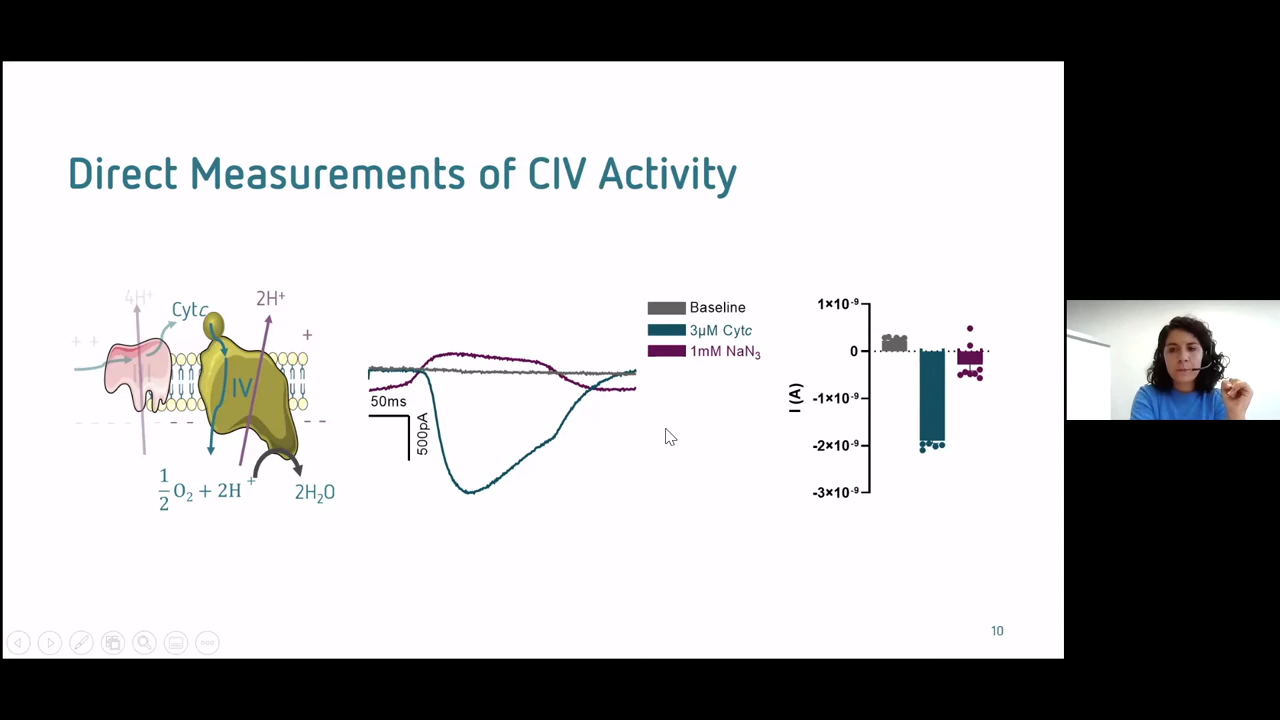 Direct Measurements of CIV Activity
4H⁺
Cytc
2H⁺
+ +
+
III
IV
- - - -
- -
1/2 O₂ + 2H⁺
2H₂O
50ms
500pA
Baseline
3µM Cytc
1mM NaN₃
I (A)
1×10⁻⁹
0
-1×10⁻⁹
-2×10⁻⁹
-3×10⁻⁹
10